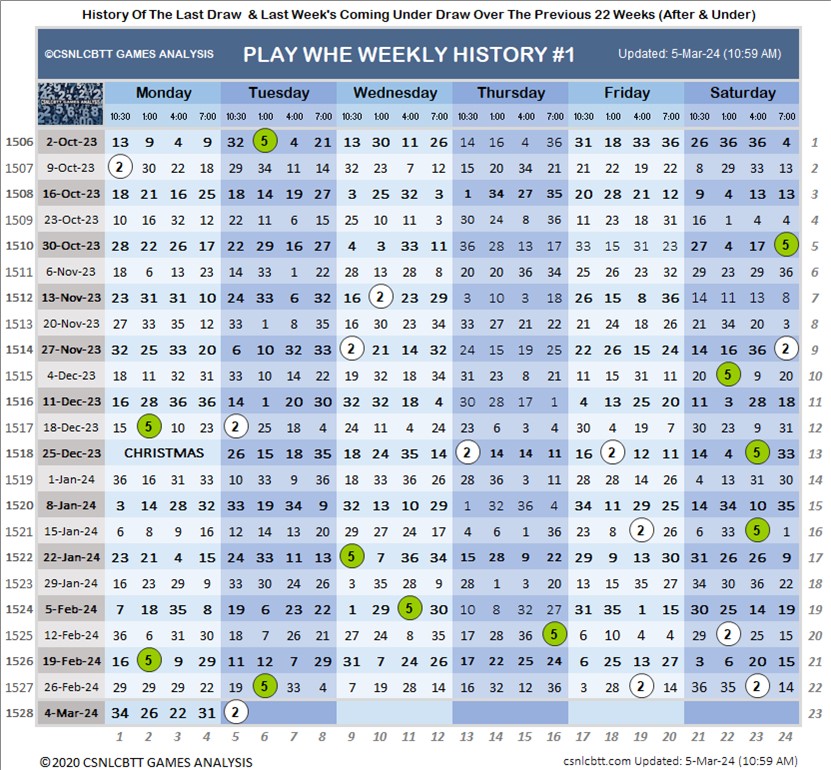 History Of The Last Draw & Last Week's Coming Under Draw Over The Previous 22 Weeks (After & Under)
©CSNLCBTT GAMES ANALYSIS PLAY WHE WEEKLY HISTORY #1 Updated: 5-Mar-24 (10:59 AM)
CSNLCBTT GAMES ANALYSIS
Monday Tuesday Wednesday Thursday Friday Saturday
10:30 1:00 4:00 7:00 10:30 1:00 4:00 7:00 10:30 1:00 4:00 7:00 10:30 1:00 4:00 7:00 10:30 1:00 4:00 7:00 10:30 1:00 4:00 7:00
1506 2-Oct-23 13 9 4 9 32 5 4 21 13 30 11 26 14 16 4 36 31 18 33 36 26 36 36 4 1
1507 9-Oct-23 2 30 22 18 29 34 11 14 32 23 7 12 15 20 34 21 21 22 19 22 8 29 33 13 2
1508 16-Oct-23 18 21 16 25 18 14 19 27 3 25 32 3 1 34 27 35 20 28 21 12 9 4 13 13 3
1509 23-Oct-23 10 16 32 12 22 11 6 15 25 10 11 3 30 24 8 36 11 23 18 31 16 1 4 4 4
1510 30-Oct-23 28 22 26 17 22 29 16 27 4 3 33 11 36 28 13 17 33 15 31 23 27 4 17 5 5
1511 6-Nov-23 18 6 13 23 14 33 1 22 28 13 28 8 20 20 36 34 25 26 23 32 29 23 29 36 6
1512 13-Nov-23 23 31 31 10 24 33 6 32 16 2 23 29 3 10 3 18 26 15 8 36 14 11 13 8 7
1513 20-Nov-23 27 33 12 12 33 1 8 35 16 30 23 34 33 27 21 22 21 24 18 26 21 34 20 3 8
1514 27-Nov-23 32 25 33 20 6 10 32 33 2 21 14 32 24 15 19 25 22 26 15 24 14 16 36 2 9
1515 4-Dec-23 18 11 32 31 33 10 14 22 19 32 18 34 31 23 8 21 11 15 31 11 20 5 9 20 10
1516 11-Dec-23 16 28 36 36 14 1 20 30 32 32 18 4 30 28 17 1 4 13 25 20 11 3 28 18 11
1517 18-Dec-23 15 5 10 23 2 25 18 4 24 11 4 24 23 6 3 4 30 4 19 7 30 23 9 31 12
1518 25-Dec-23 CHRISTMAS 26 15 18 35 18 24 35 14 2 14 14 11 16 2 12 11 14 4 5 33 13
1519 1-Jan-24 36 16 31 33 10 33 9 36 18 33 36 26 28 36 3 11 28 28 14 26 4 13 31 30 14
1520 8-Jan-24 3 14 28 32 33 19 34 9 32 13 10 29 1 32 36 4 34 11 29 25 14 34 10 35 15
1521 15-Jan-24 6 8 9 16 12 14 13 20 29 27 24 17 4 6 1 36 23 8 2 26 6 33 5 1 16
1522 22-Jan-24 23 21 4 15 24 33 11 13 5 7 36 34 15 28 9 22 29 9 13 30 31 26 26 9 17
1523 29-Jan-24 16 23 29 9 33 30 24 26 3 35 28 9 28 1 3 20 13 15 35 27 34 30 36 22 18
1524 5-Feb-24 7 18 35 8 19 6 23 22 1 29 5 30 10 8 32 27 31 35 1 15 30 25 14 19 19
1525 12-Feb-24 36 6 31 30 18 7 26 21 27 24 8 35 17 28 36 5 6 10 4 4 29 2 25 15 20
1526 19-Feb-24 16 5 9 29 11 12 7 29 31 7 24 26 17 22 25 24 6 25 13 27 3 6 20 15 21
1527 26-Feb-24 29 29 29 22 19 5 33 4 7 19 28 14 16 32 12 36 3 28 2 14 36 35 2 14 22
1528 4-Mar-24 34 26 22 31 2 23
1 2 3 4 5 6 7 8 9 10 11 12 13 14 15 16 17 18 19 20 21 22 23 24
©2020 CSNLCBTT GAMES ANALYSIS csnlcbtt.com Updated: 5-Mar-24 (10:59 AM)